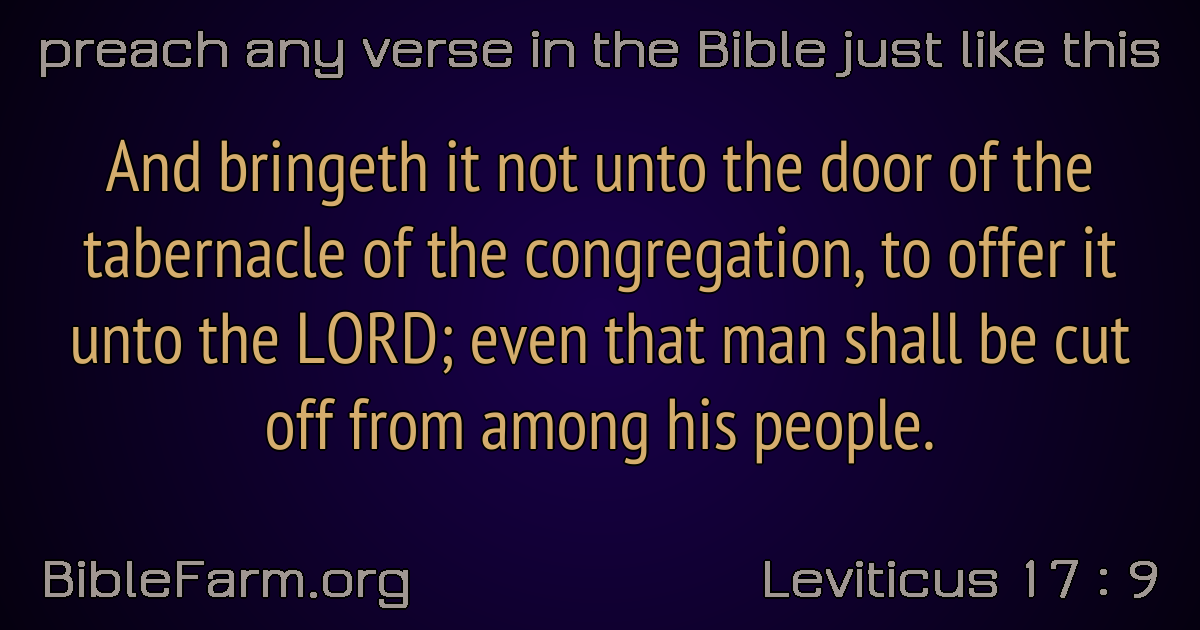 preach any verse in the Bible just like this
And bringeth it not unto the door of the
tabernacle of the congregation, to offer it
unto the LORD; even that man shall be cut
off from among his people.
BibleFarm.org
Leviticus 17 : 9